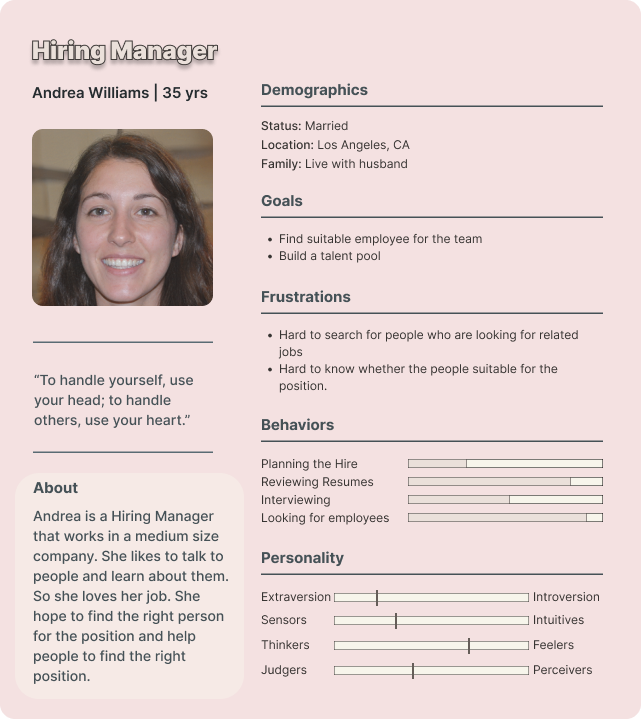 Hiring Manager
Andrea Williams | 35 yrs
“To handle yourself, use
your head; to handle
others, use your heart.”
About
Andrea is a Hiring Manager
that works in a medium size
company. She likes to talk to
people and learn about them.
So she loves her job. She
hope to find the right person
for the position and help
people to find the right
position.
Demographics
Status: Married
Location: Los Angeles, CA
Family: Live with husband
Goals
• Find suitable employee for the team
• Build a talent pool
Frustrations
• Hard to search for people who are looking for related
jobs
• Hard to know whether the people suitable for the
position.
Behaviors
Planning the Hire
Reviewing Resumes
Interviewing
Looking for employees
Personality
Extraversion Introversion
Sensors Intuitives
Thinkers Feelers
Judgers Perceivers